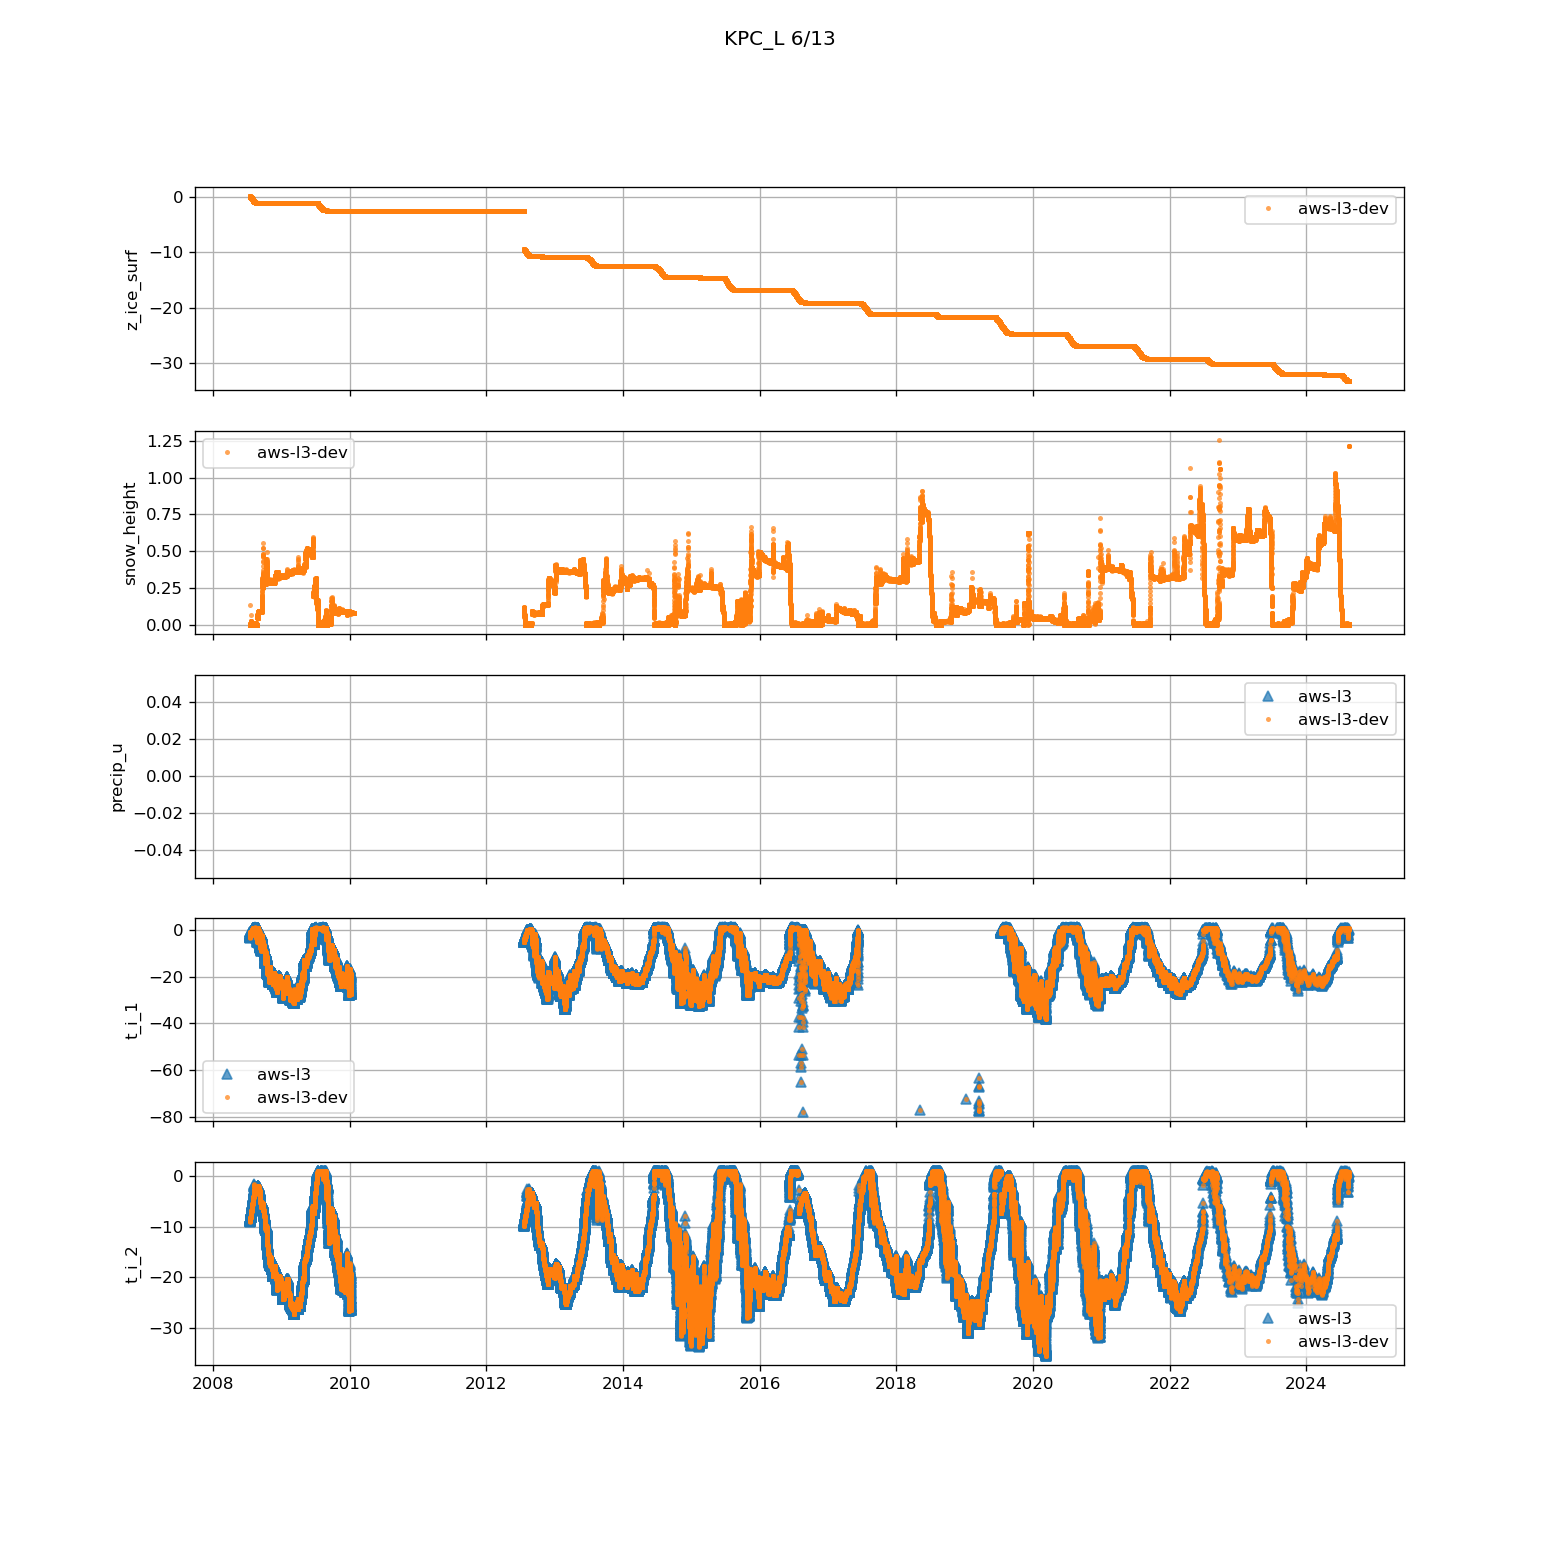 KPC_L 6/13
z_ice_surf
0
−10
−20
−30
aws-l3-dev
snow_height
1.25
1.00
0.75
0.50
0.25
0.00
aws-l3-dev
precip_u
0.04
0.02
0.00
−0.02
−0.04
aws-l3
aws-l3-dev
t_i_1
0
−20
−40
−60
−80
aws-l3
aws-l3-dev
t_i_2
0
−10
−20
−30
aws-l3
aws-l3-dev
2008 2010 2012 2014 2016 2018 2020 2022 2024